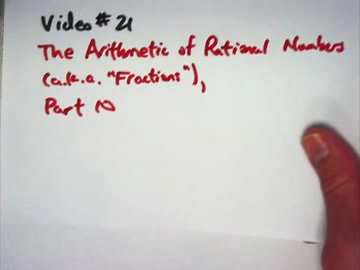 Video # 21
The Arithmetic of Rational Numbers
(a.k.a. "Fractions"),
Part